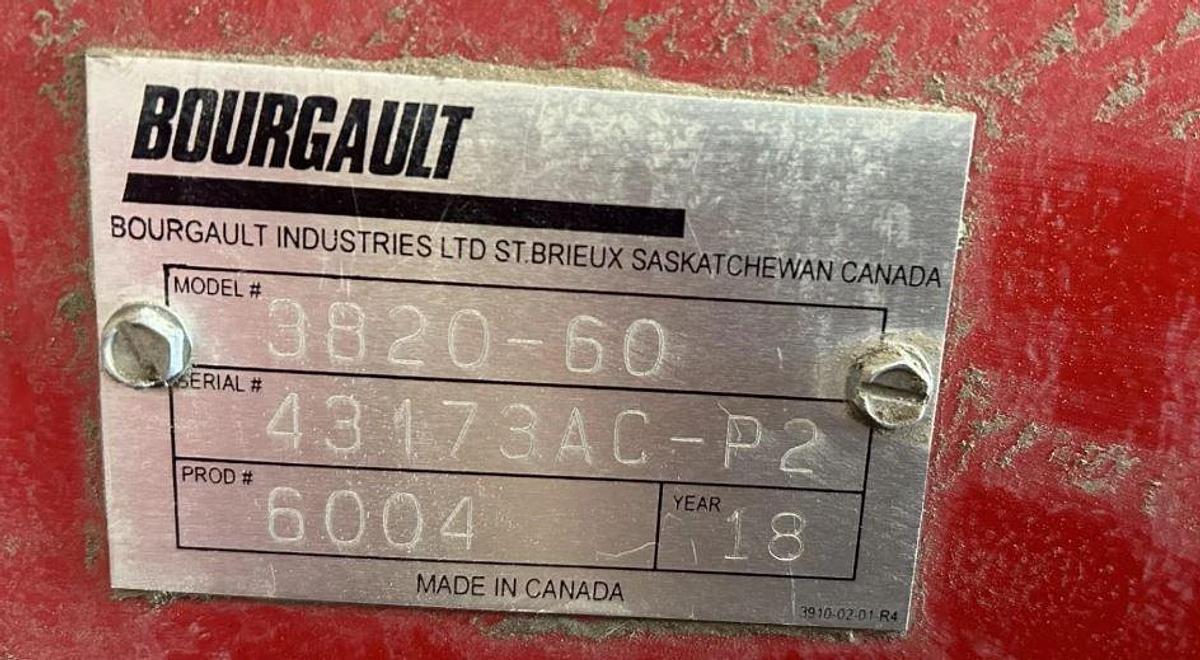 BOURGAULT
BOURGAULT INDUSTRIES LTD ST.BRIEUX SASKATCHEWAN CANADA
MODEL # 3820-60
SERIAL # 43173AC-P2
PROD # 6004 YEAR 18
MADE IN CANADA
3910-02-01 R4